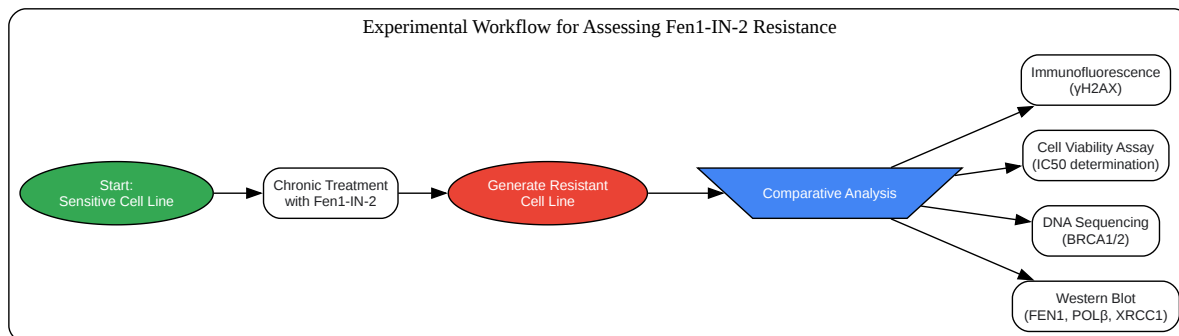 Experimental Workflow for Assessing Fen1-IN-2 Resistance
Start:
Sensitive Cell Line
Chronic Treatment
with Fen1-IN-2
Generate Resistant
Cell Line
Comparative Analysis
Immunofluorescence
(γH2AX)
Cell Viability Assay
(IC50 determination)
DNA Sequencing
(BRCA1/2)
Western Blot
(FEN1, POLβ, XRCC1)